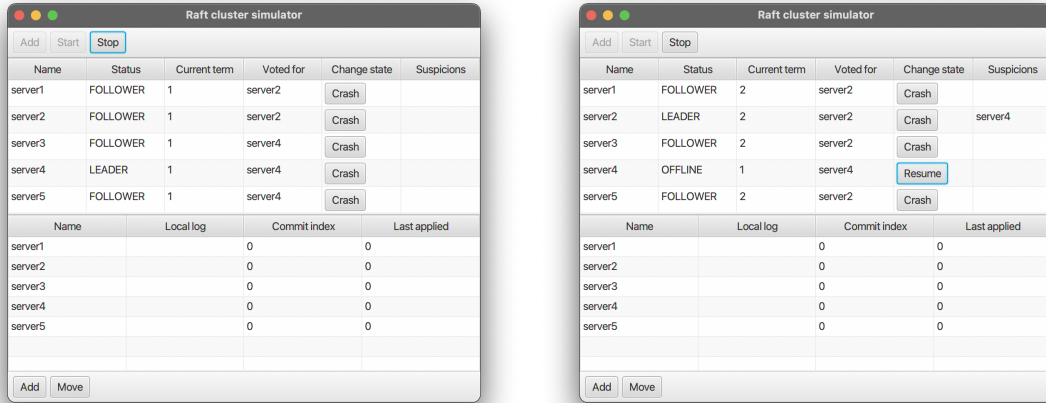 Raft cluster simulator
Add Start Stop
Name Status Current term Voted for Change state Suspicions
server1 FOLLOWER 1 server2 Crash
server2 FOLLOWER 1 server2 Crash
server3 FOLLOWER 1 server4 Crash
server4 LEADER 1 server4 Crash
server5 FOLLOWER 1 server4 Crash
Name Local log Commit index Last applied
server1 0 0
server2 0 0
server3 0 0
server4 0 0
server5 0 0
Add Move
Raft cluster simulator
Add Start Stop
Name Status Current term Voted for Change state Suspicions
server1 FOLLOWER 2 server2 Crash
server2 LEADER 2 server2 Crash server4
server3 FOLLOWER 2 server2 Crash
server4 OFFLINE 1 server4 Resume
server5 FOLLOWER 2 server2 Crash
Name Local log Commit index Last applied
server1 0 0
server2 0 0
server3 0 0
server4 0 0
server5 0 0
Add Move